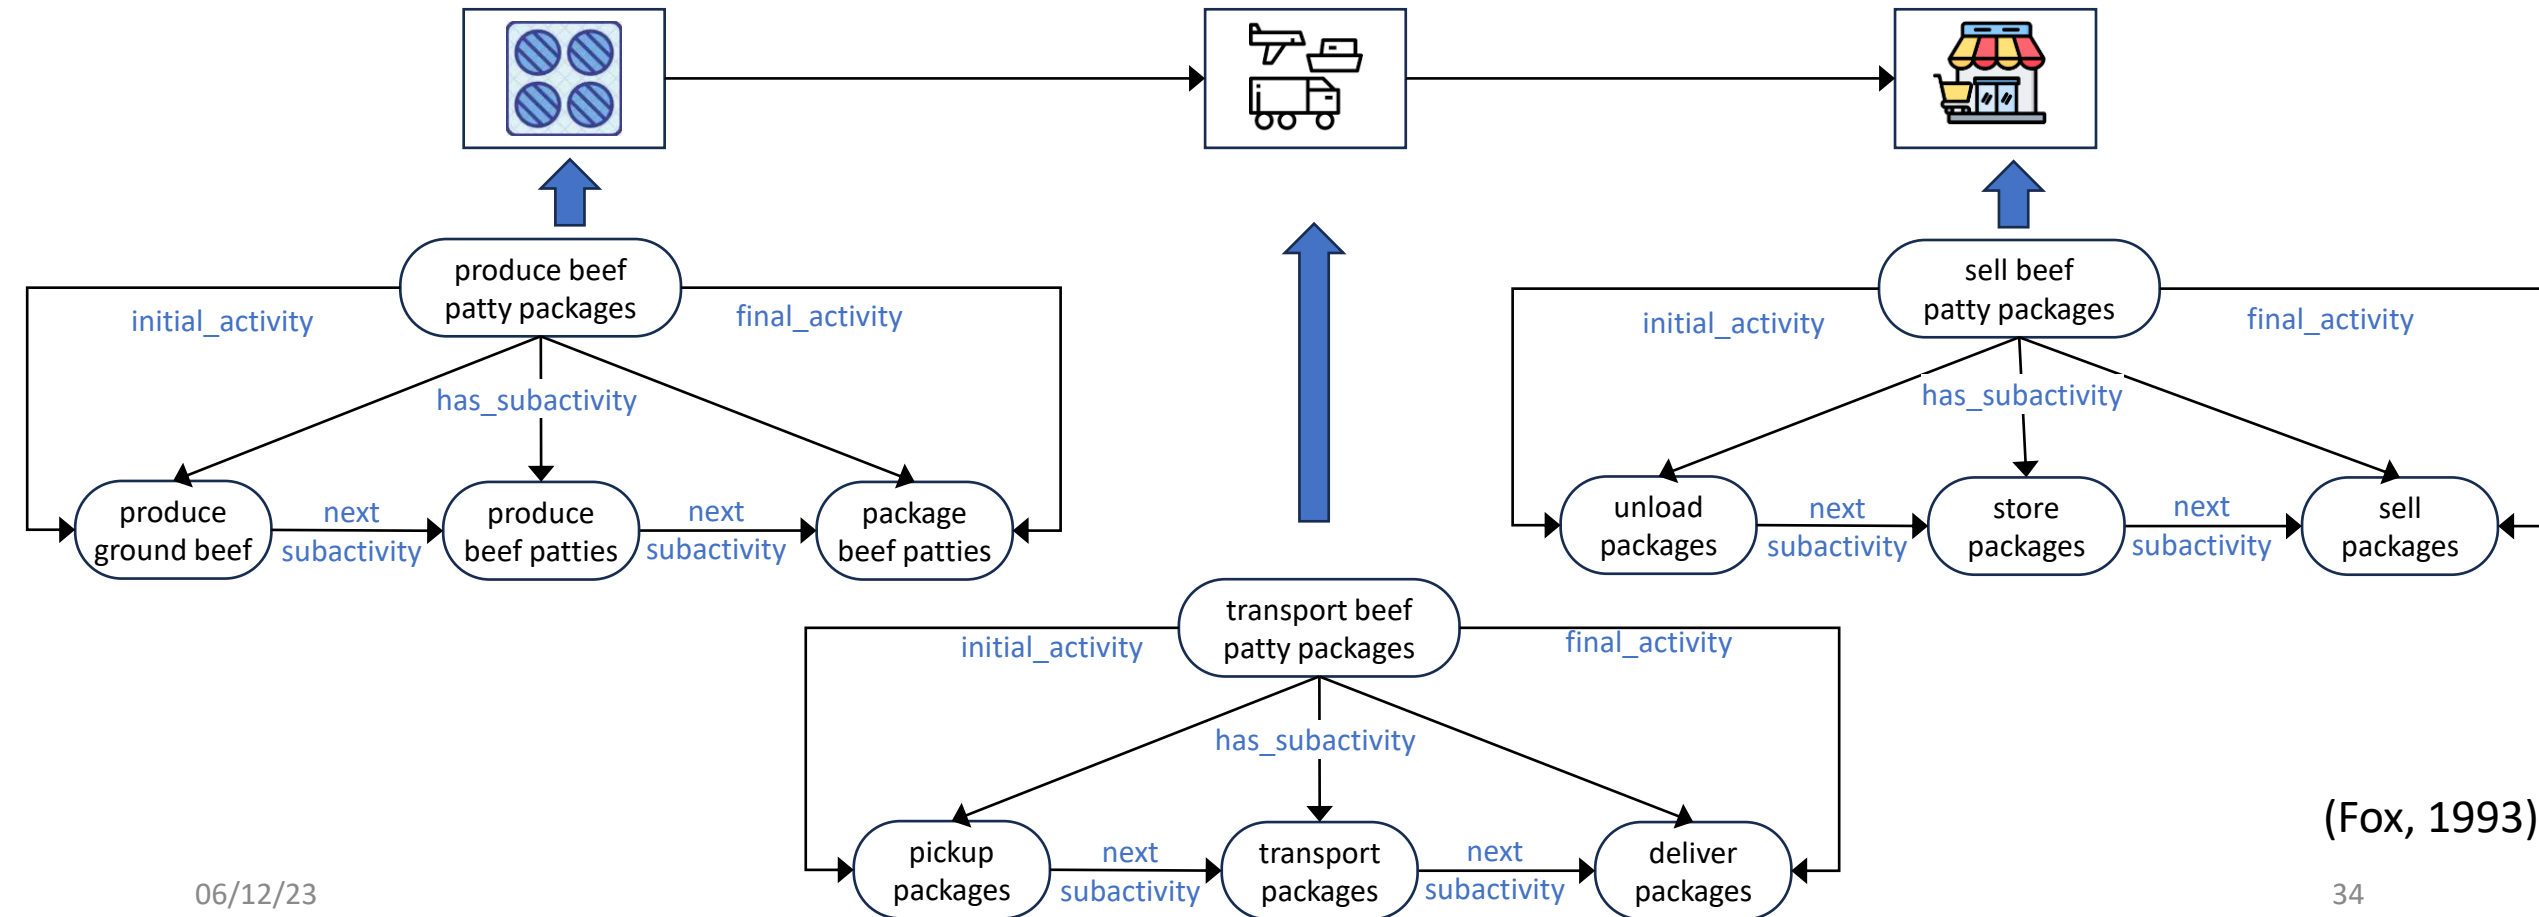 produce beef
patty packages
initial_activity
final_activity
has_subactivity
produce
ground beef
next
subactivity
produce
beef patties
next
subactivity
package
beef patties
sell beef
patty packages
initial_activity
final_activity
has_subactivity
unload
packages
next
subactivity
store
packages
next
subactivity
sell
packages
transport beef
patty packages
initial_activity
final_activity
has_subactivity
pickup
packages
next
subactivity
transport
packages
next
subactivity
deliver
packages
(Fox, 1993)
06/12/23
34